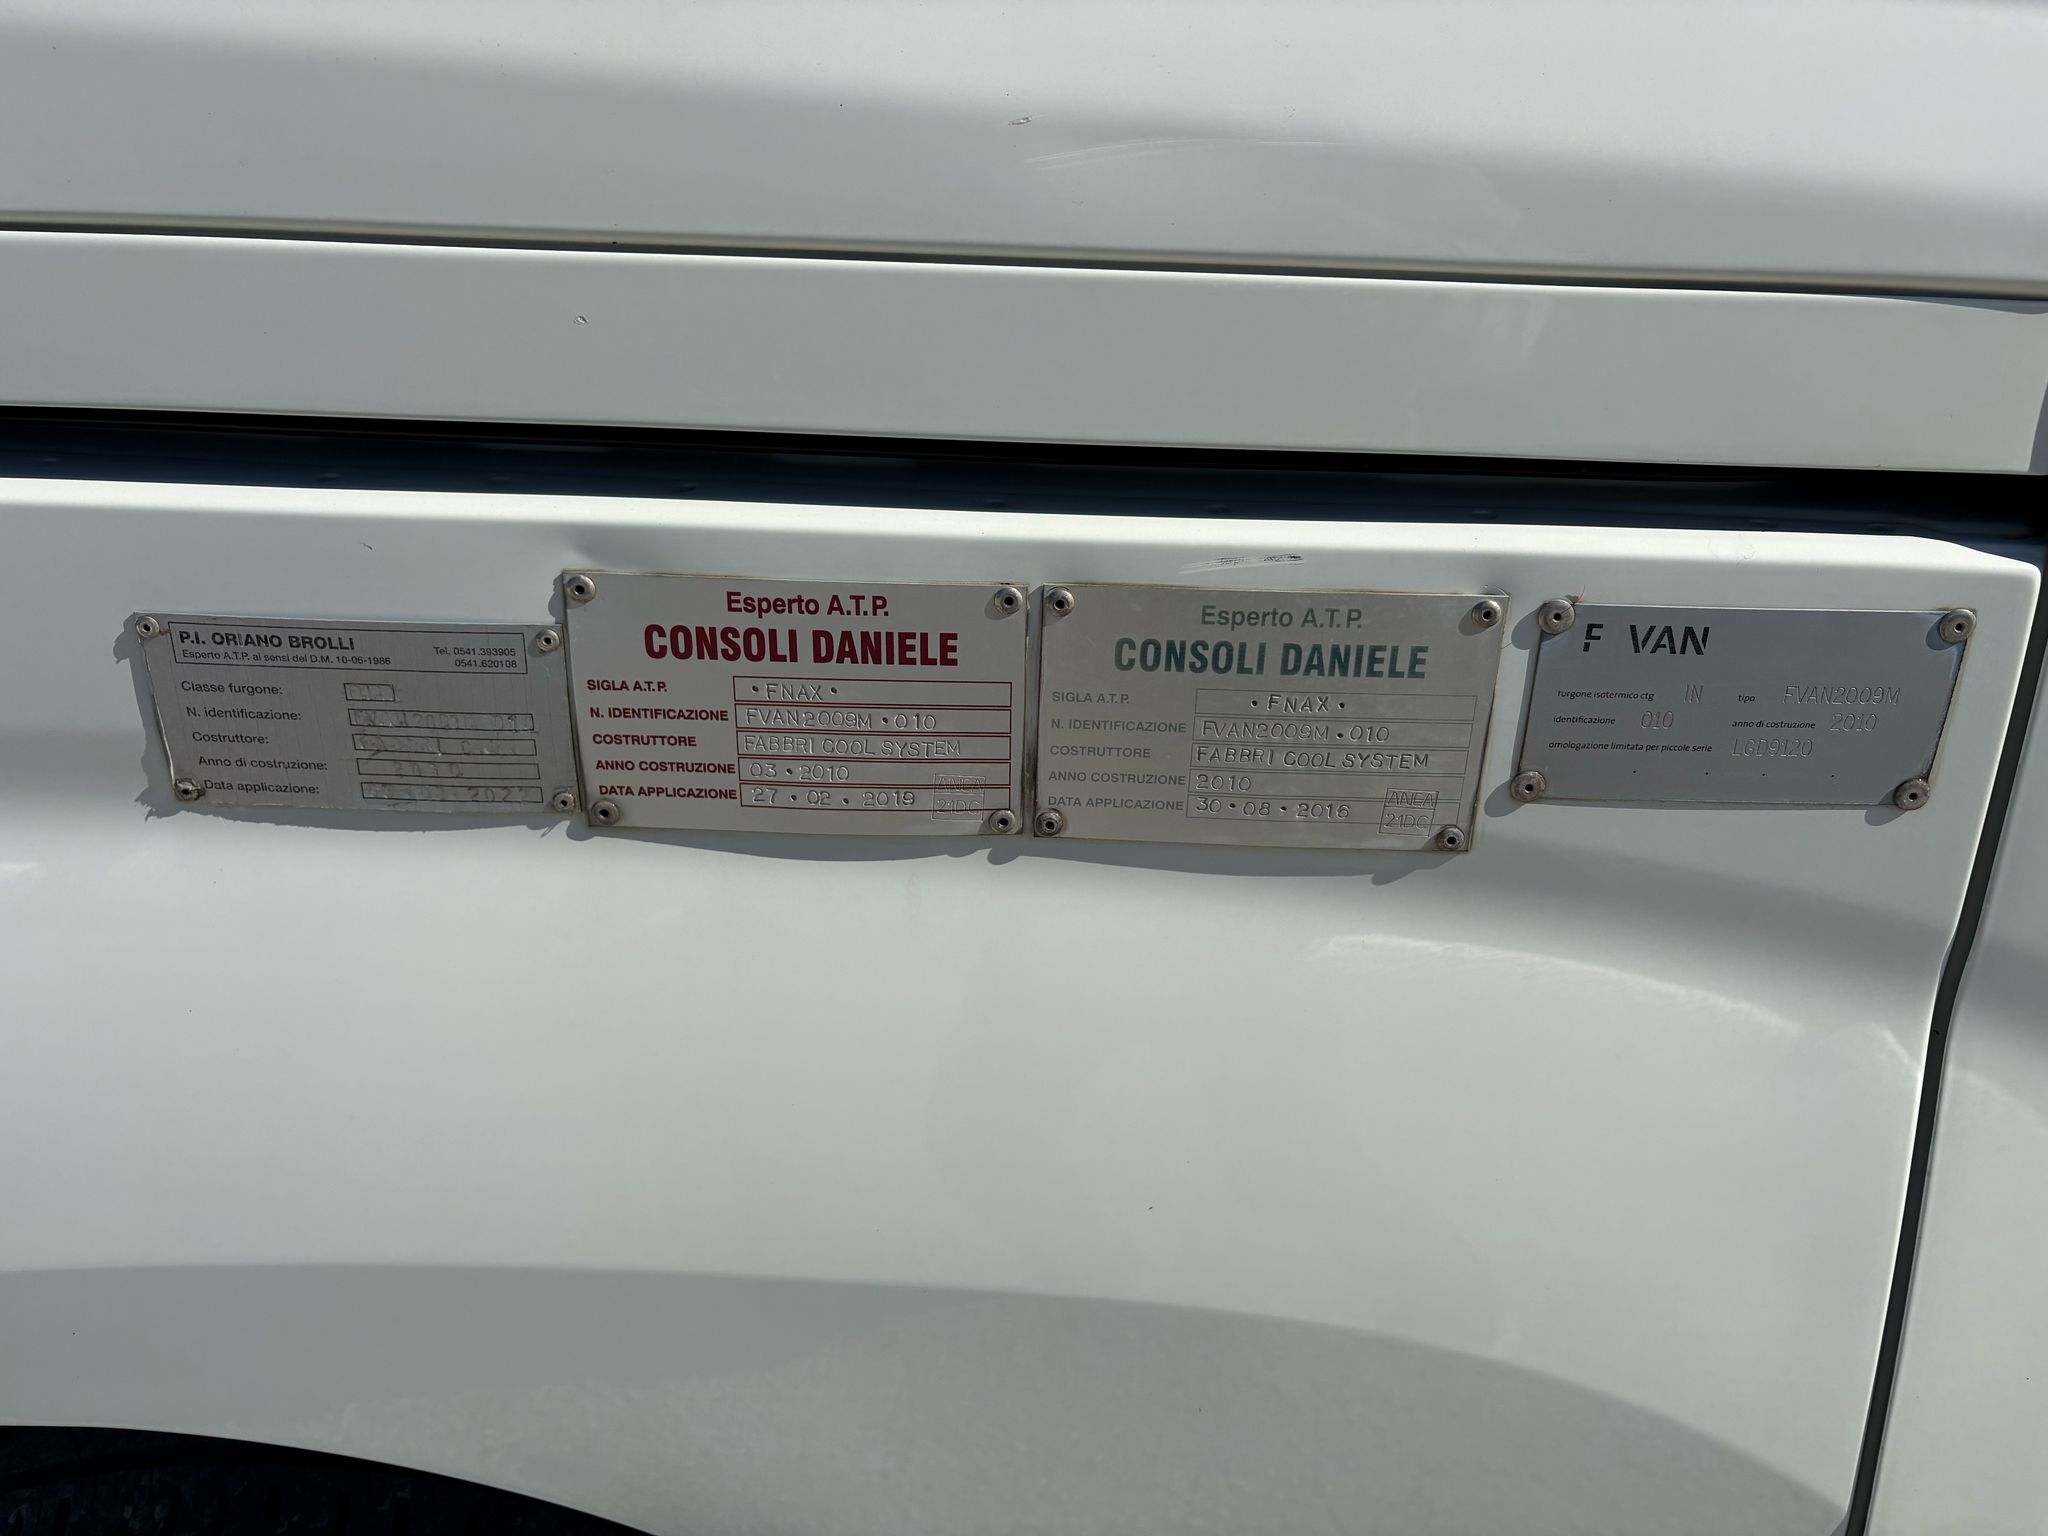 P.I. ORIANO BROLLI
Esperto A.T.P. ai sensi del D.M. 10-06-1986
Tel. 0541.393905
0541.620108
Classe furgone:
N. identificazione:
Costruttore:
Anno di costruzione: 2010
Data applicazione:
Esperto A.T.P.
CONSOLI DANIELE
SIGLA A.T.P. • FNAX •
N. IDENTIFICAZIONE FVAN2009M • 010
COSTRUTTORE FABBRI COOL SYSTEM
ANNO COSTRUZIONE 03 • 2010
DATA APPLICAZIONE 27 • 02 • 2019
ANEA
21DC
Esperto A.T.P.
CONSOLI DANIELE
SIGLA A.T.P. • FNAX •
N. IDENTIFICAZIONE FVAN2009M • 010
COSTRUTTORE FABBRI COOL SYSTEM
ANNO COSTRUZIONE 2010
DATA APPLICAZIONE 30 • 08 • 2016
ANEA
21DC
F VAN
furgone isotermico ctg IN tipo FVAN2009M
identificazione 010 anno di costruzione 2010
omologazione limitata per piccole serie LGD9120